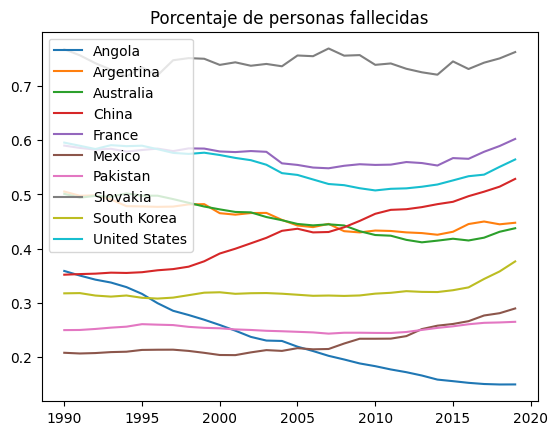 Porcentaje de personas fallecidas
Angola
Argentina
Australia
China
France
Mexico
Pakistan
Slovakia
South Korea
United States
0.7
0.6
0.5
0.4
0.3
0.2
1990 1995 2000 2005 2010 2015 2020